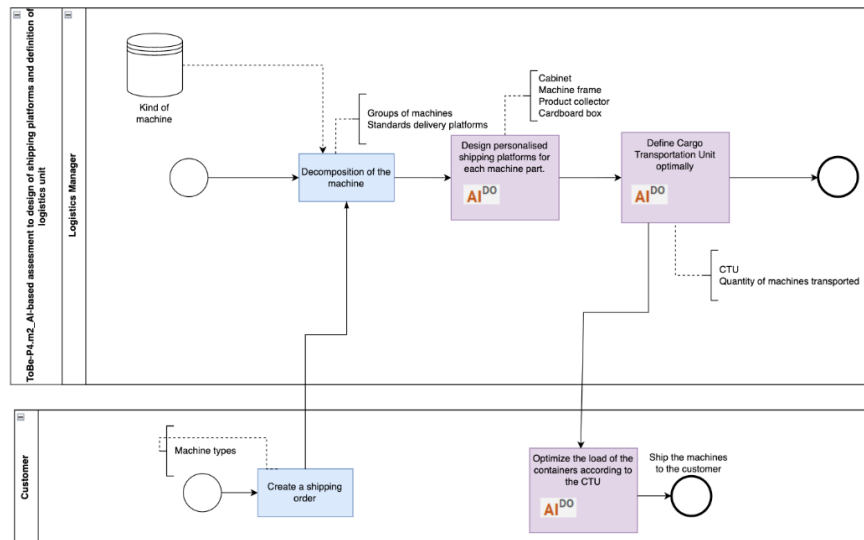 ToBe-P4.m2_AI-based assesment to design of shipping platforms and definition of
logistics unit
Logistics Manager
Kind of
machine
Groups of machines
Standards delivery platforms
Decomposition of the
machine
Cabinet
Machine frame
Product collector
Cardboard box
Design personalised
shipping platforms for
each machine part.
AI DO
Define Cargo
Transportation Unit
optimally
AI DO
CTU
Quantity of machines transported
Customer
Machine types
Create a shipping
order
Optimize the load of the
containers according to
the CTU
AI DO
Ship the machines
to the customer